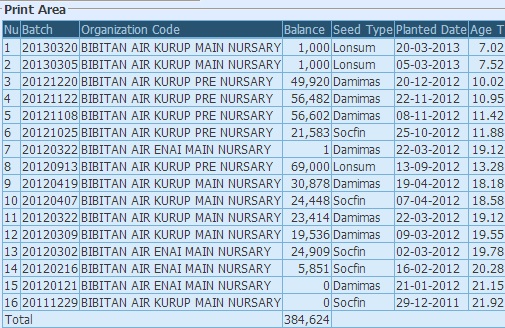 Print Area
Nu Batch Organization Code Balance Seed Type Planted Date Age T
1 20130320 BIBITAN AIR KURUP MAIN NURSARY 1,000 Lonsum 20-03-2013 7.02
2 20130305 BIBITAN AIR KURUP MAIN NURSARY 1,000 Lonsum 05-03-2013 7.52
3 20121220 BIBITAN AIR KURUP PRE NURSARY 49,920 Damimas 20-12-2012 10.02
4 20121122 BIBITAN AIR KURUP PRE NURSARY 56,482 Damimas 22-11-2012 10.95
5 20121108 BIBITAN AIR KURUP PRE NURSARY 56,602 Damimas 08-11-2012 11.42
6 20121025 BIBITAN AIR KURUP PRE NURSARY 21,583 Socfin 25-10-2012 11.88
7 20120322 BIBITAN AIR ENAI MAIN NURSARY 1 Damimas 22-03-2012 19.12
8 20120913 BIBITAN AIR KURUP PRE NURSARY 69,000 Lonsum 13-09-2012 13.28
9 20120419 BIBITAN AIR KURUP MAIN NURSARY 30,878 Damimas 19-04-2012 18.18
10 20120407 BIBITAN AIR KURUP MAIN NURSARY 24,448 Socfin 07-04-2012 18.58
11 20120322 BIBITAN AIR KURUP MAIN NURSARY 23,414 Damimas 22-03-2012 19.12
12 20120309 BIBITAN AIR KURUP MAIN NURSARY 19,536 Damimas 09-03-2012 19.55
13 20120302 BIBITAN AIR ENAI MAIN NURSARY 24,909 Socfin 02-03-2012 19.78
14 20120216 BIBITAN AIR ENAI MAIN NURSARY 5,851 Socfin 16-02-2012 20.28
15 20120121 BIBITAN AIR ENAI MAIN NURSARY 0 Damimas 21-01-2012 21.15
16 20111229 BIBITAN AIR KURUP MAIN NURSARY 0 Socfin 29-12-2011 21.92
Total 384,624